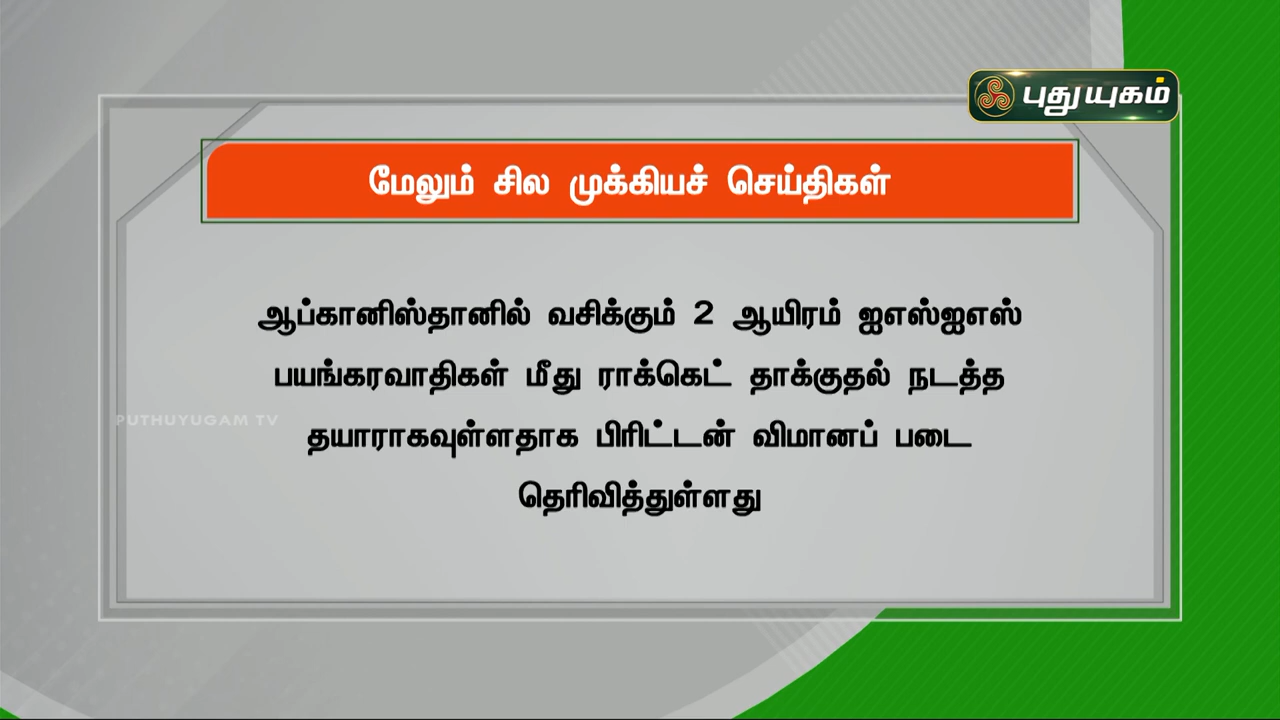 புதுயுகம்
மேலும் சில முக்கியச் செய்திகள்
ஆப்கானிஸ்தானில் வசிக்கும் 2 ஆயிரம் ஐஎஸ்ஐஎஸ்
பயங்கரவாதிகள் மீது ராக்கெட் தாக்குதல் நடத்த
PUTHUYUGAM TV
தயாராகவுள்ளதாக பிரிட்டன் விமானப் படை
தெரிவித்துள்ளது